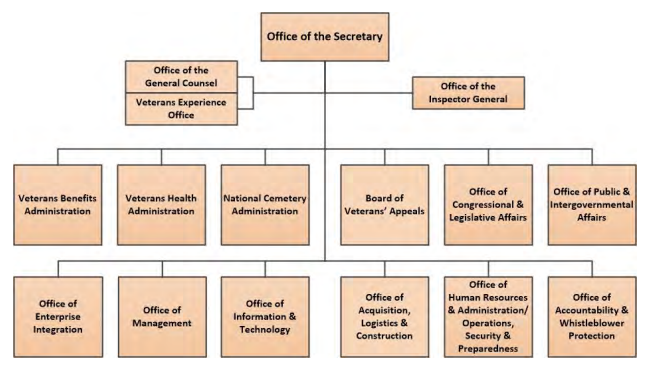 Office of the Secretary
Office of the
General Counsel
Veterans Experience
Office
Office of the
Inspector General
Veterans Benefits
Administration
Veterans Health
Administration
National Cemetery
Administration
Board of
Veterans' Appeals
Office of
Congressional &
Legislative Affairs
Office of Public &
Intergovernmental
Affairs
Office of
Enterprise
Integration
Office of
Management
Office of
Information &
Technology
Office of
Acquisition,
Logistics &
Construction
Office of
Human Resources
& Administration/
Operations,
Security &
Preparedness
Office of
Accountability &
Whistleblower
Protection